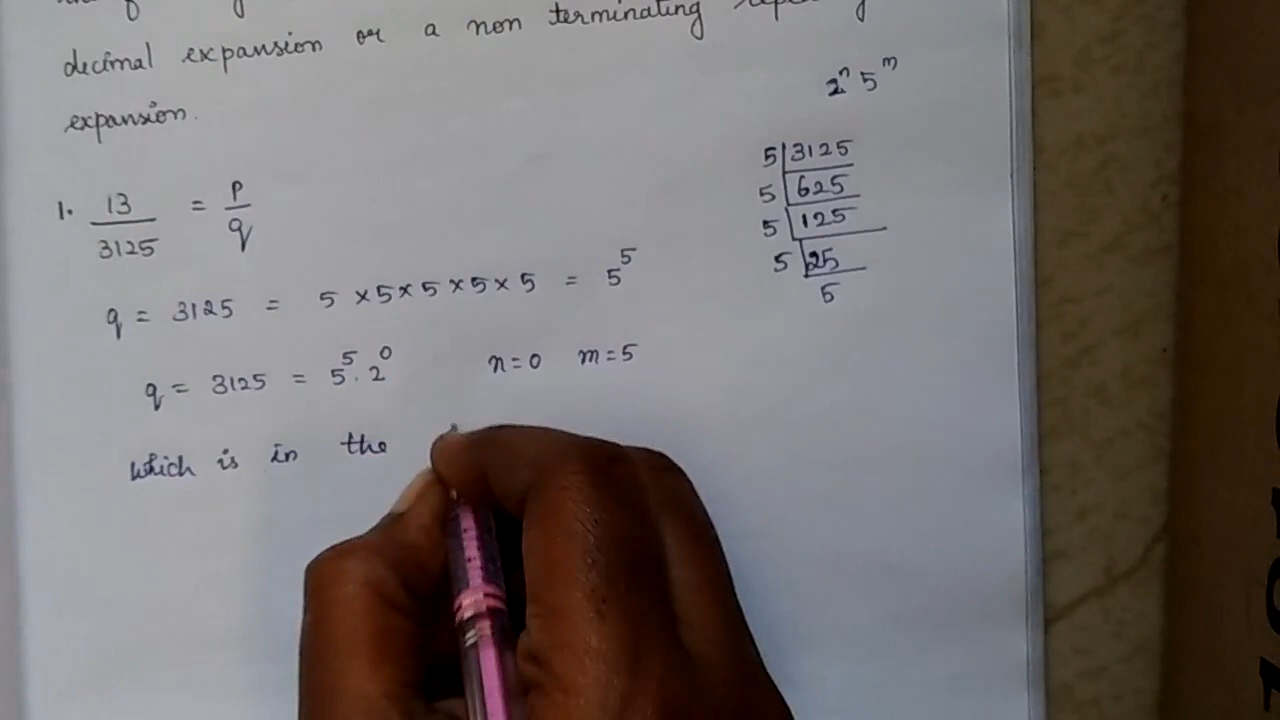 decimal expansion or a non terminating
expansion.
2ⁿ 5ᵐ
1. 13/3125 = p/q
5 | 3125
5 | 625
5 | 125
5 | 25
5
q = 3125 = 5 × 5 × 5 × 5 × 5 = 5⁵
q = 3125 = 5⁵ . 2⁰ n = 0 m = 5
which is in the